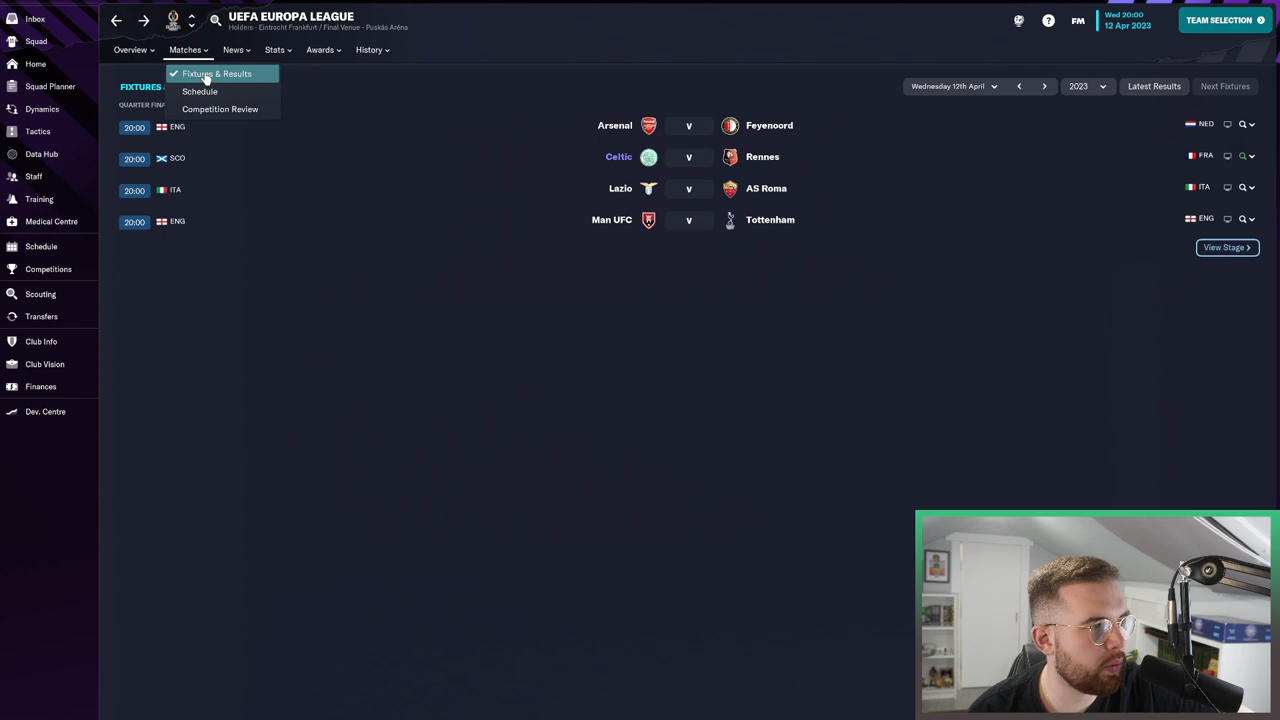 Inbox
Squad
Home
Squad Planner
Dynamics
Tactics
Data Hub
Staff
Training
Medical Centre
Schedule
Competitions
Scouting
Transfers
Club Info
Club Vision
Finances
Dev. Centre
UEFA EUROPA LEAGUE
Holders - Eintracht Frankfurt / Final Venue - Puskás Aréna
FM
Wed 20:00
12 Apr 2023
TEAM SELECTION
Overview Matches News Stats Awards History
Fixtures & Results
Schedule
Competition Review
FIXTURES &
Wednesday 12th April 2023 Latest Results Next Fixtures
QUARTER FINA
20:00 ENG Arsenal v Feyenoord NED
20:00 SCO Celtic v Rennes FRA
20:00 ITA Lazio v AS Roma ITA
20:00 ENG Man UFC v Tottenham ENG
View Stage